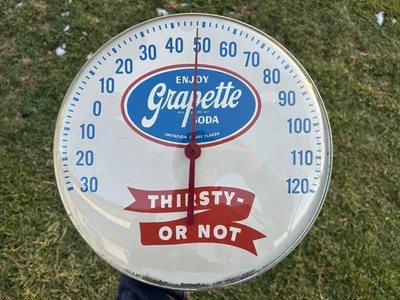 30 20 10 0 10 20 30 40 50 60 70 80 90 100 110 120
ENJOY
Grapette
SODA
IMITATION GRAPE FLAVOR
THIRSTY-
OR NOT